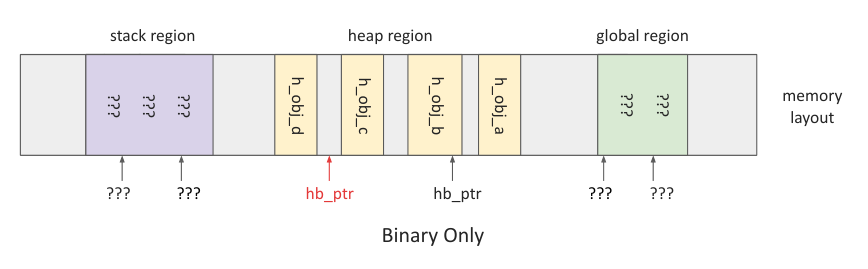 stack region
heap region
global region
???
???
???
h_obj_d
h_obj_c
h_obj_b
h_obj_a
???
???
memory
layout
???
???
hb_ptr
hb_ptr
???
???
Binary Only